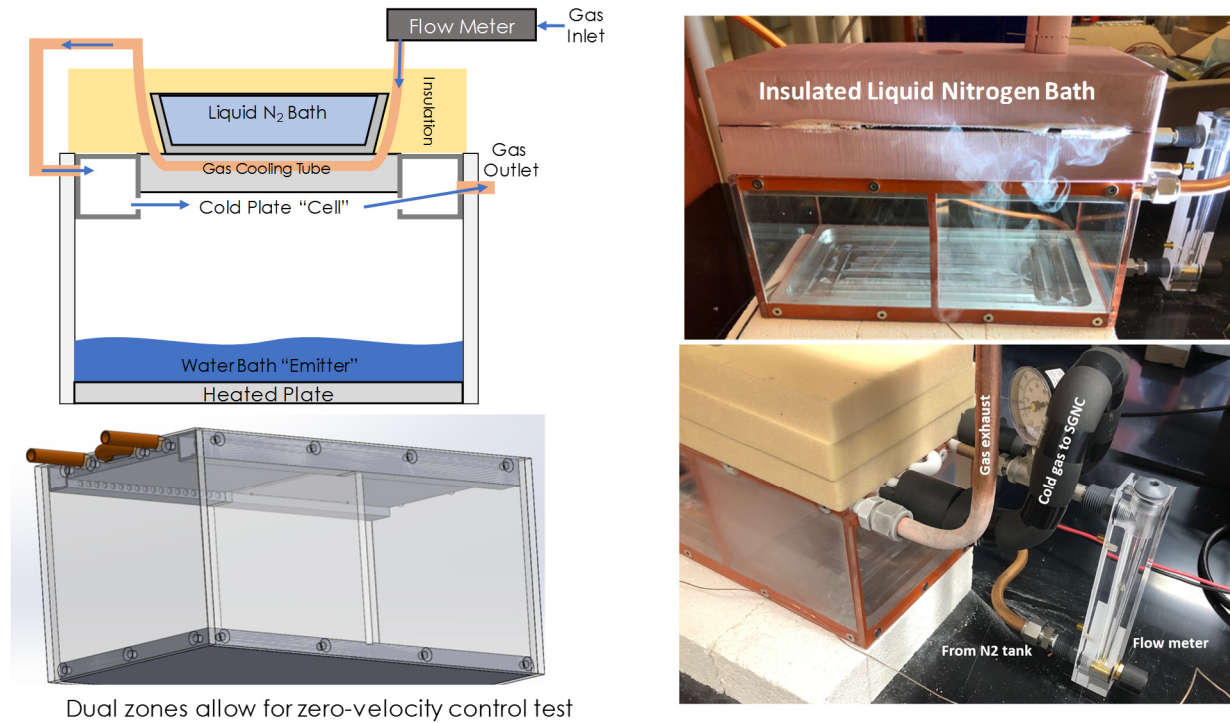 Flow Meter
Gas
Inlet
Liquid N₂ Bath
Insulation
Gas Cooling Tube
Gas
Outlet
Cold Plate “Cell”
Water Bath “Emitter”
Heated Plate
Dual zones allow for zero-velocity control test
Insulated Liquid Nitrogen Bath
Gas exhaust
Cold gas to SGNC
From N2 tank
Flow meter